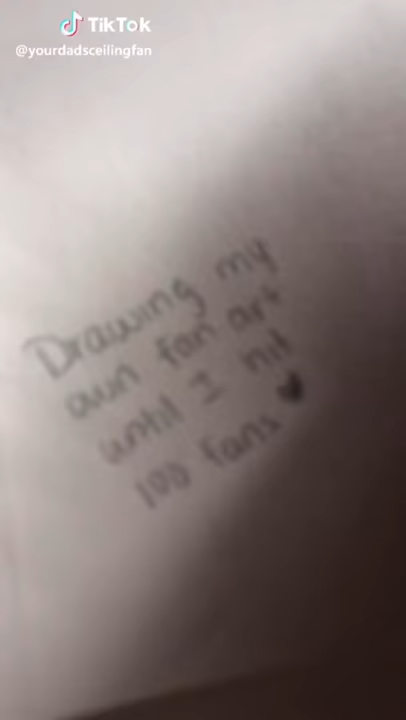 TikTok
@yourdadsceilingfan
Drawing my
own fan art
until I hit
100 fans